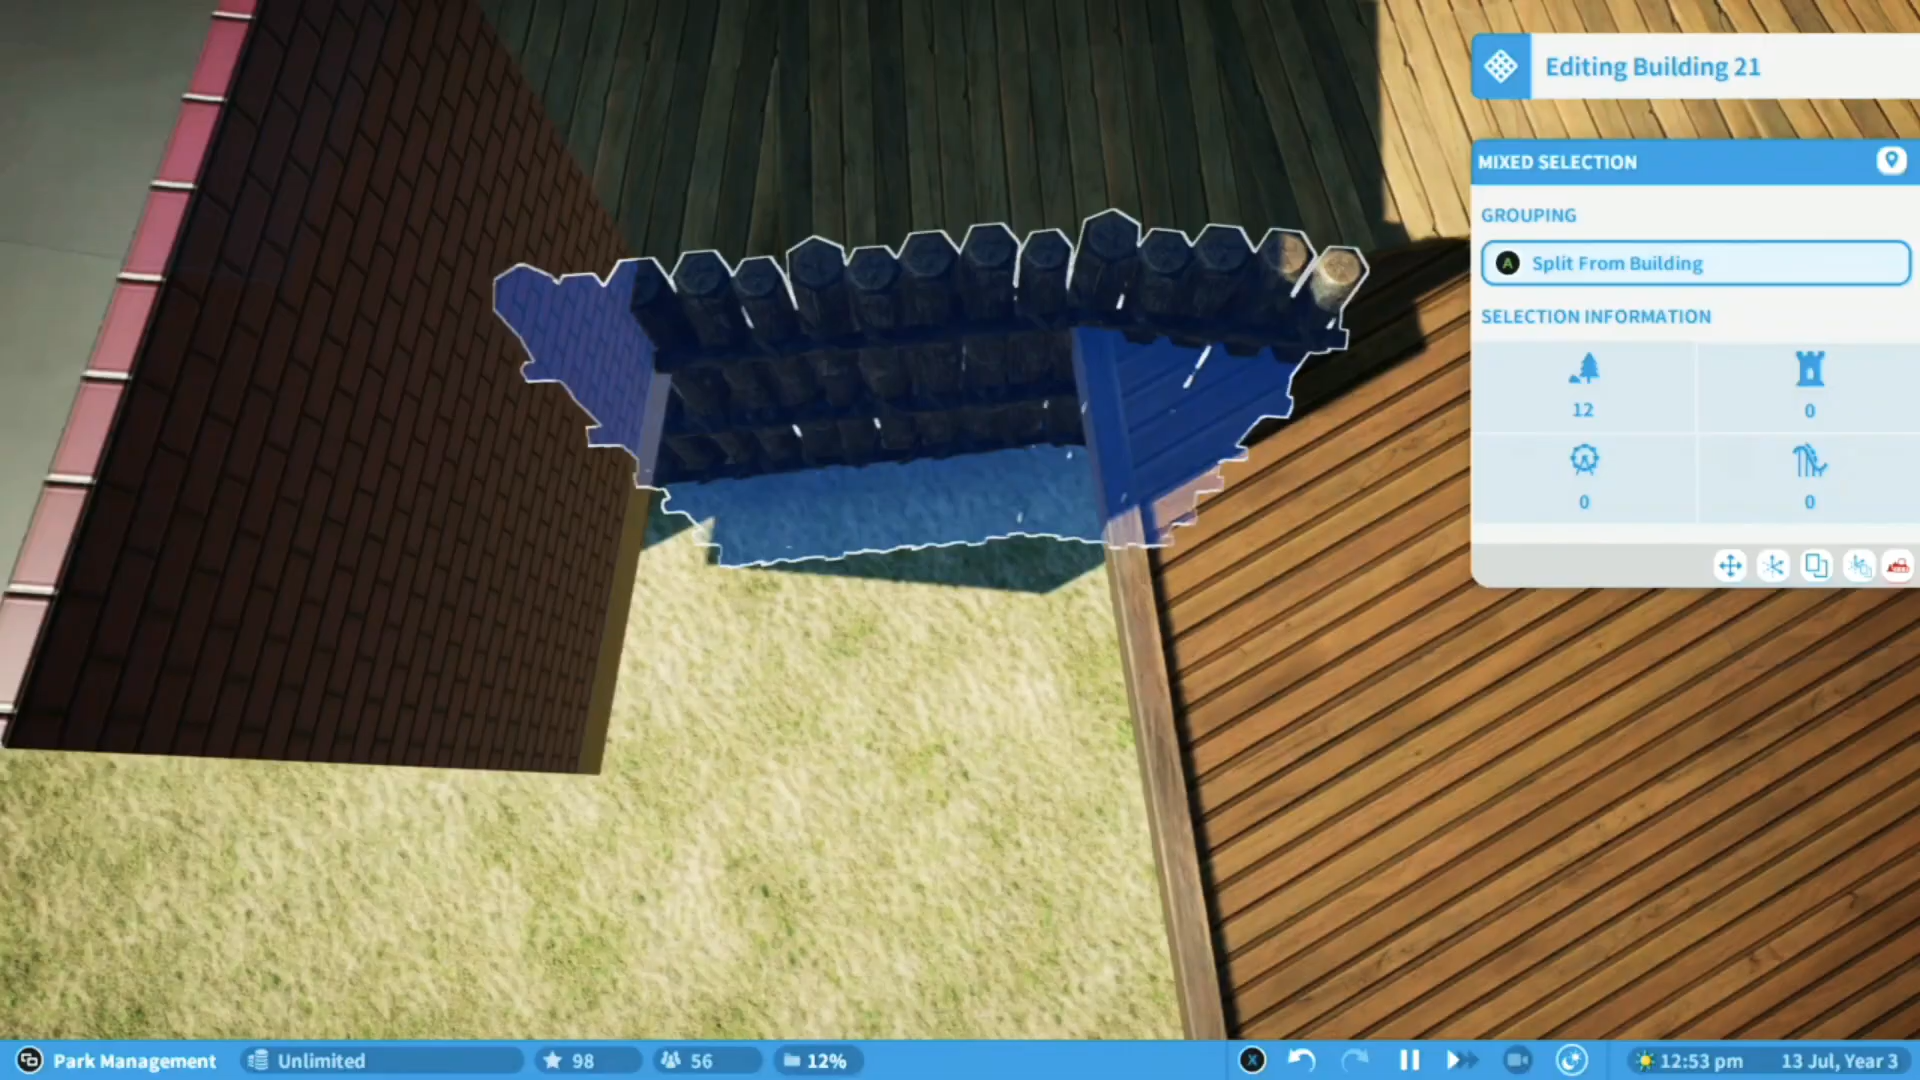 Editing Building 21
MIXED SELECTION
GROUPING
A Split From Building
SELECTION INFORMATION
12
0
0
0
Park Management
Unlimited
98
56
12%
X
12:53 pm
13 Jul, Year 3